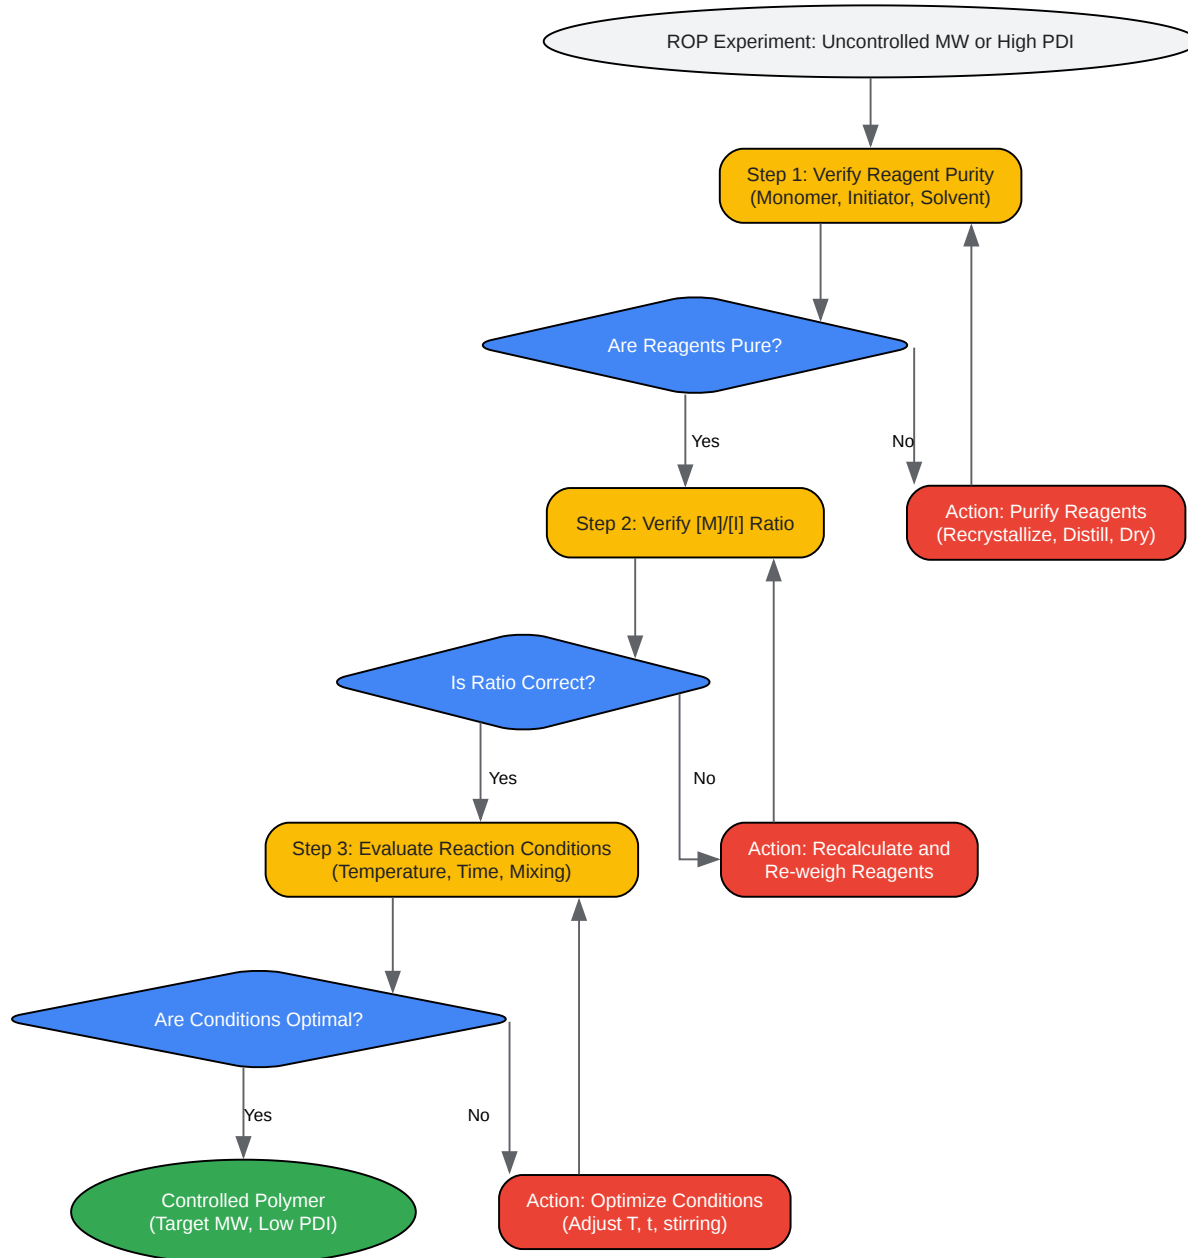 ROP Experiment: Uncontrolled MW or High PDI
Step 1: Verify Reagent Purity
(Monomer, Initiator, Solvent)
Are Reagents Pure?
Yes
No
Step 2: Verify [M]/[I] Ratio
Action: Purify Reagents
(Recrystallize, Distill, Dry)
Is Ratio Correct?
Yes
No
Step 3: Evaluate Reaction Conditions
(Temperature, Time, Mixing)
Action: Recalculate and
Re-weigh Reagents
Are Conditions Optimal?
Yes
No
Controlled Polymer
(Target MW, Low PDI)
Action: Optimize Conditions
(Adjust T, t, stirring)